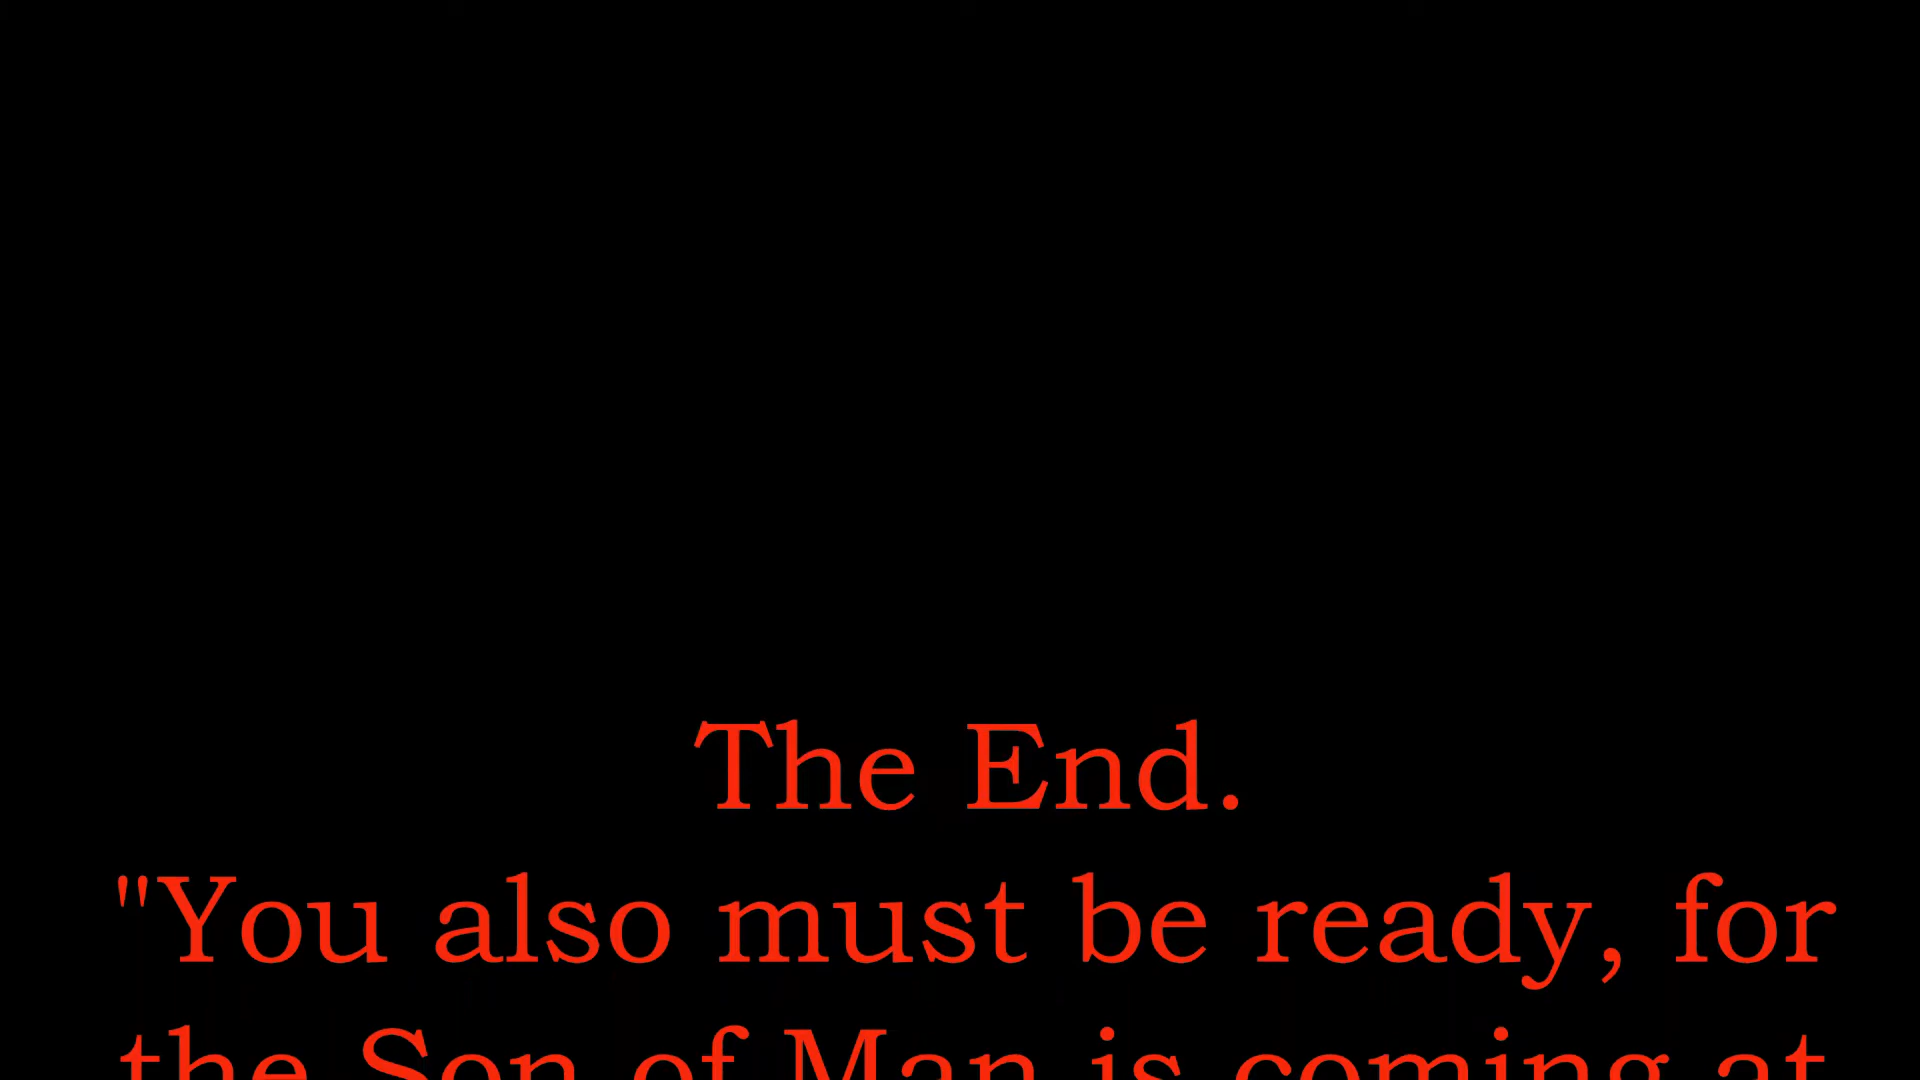 The End.
"You also must be ready, for
the Son of Man is coming at